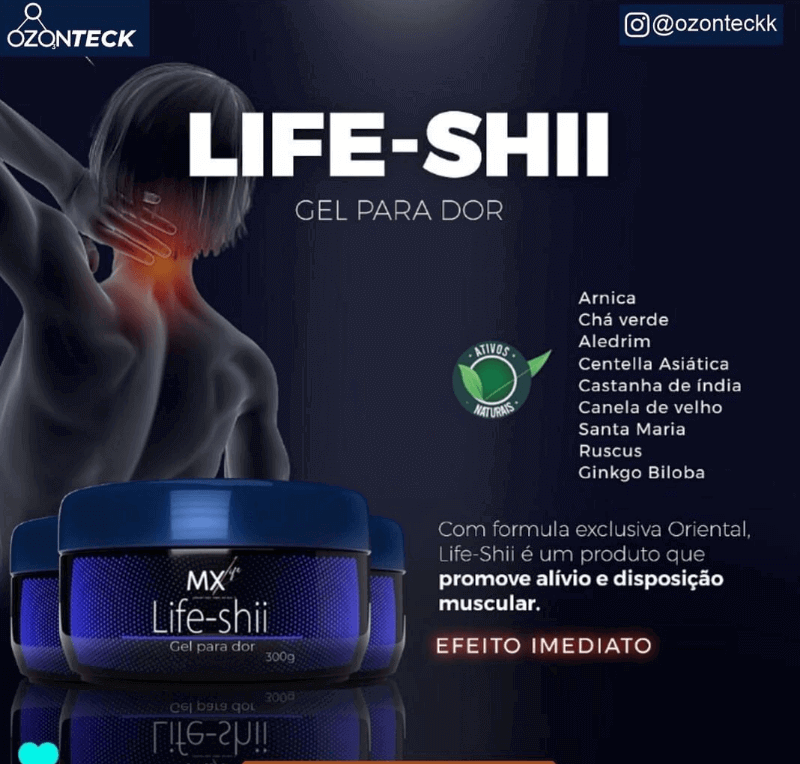 OZONTECK
@ozonteckk
LIFE-SHII
GEL PARA DOR
Arnica
Chá verde
Aledrim
Centella Asiática
Castanha de índia
Canela de velho
Santa Maria
Ruscus
Ginkgo Biloba
ATIVOS
NATURAIS
Com formula exclusiva Oriental,
Life-Shii é um produto que
promove alívio e disposição
muscular.
EFEITO IMEDIATO
MX life
Life-shii
Gel para dor
300g